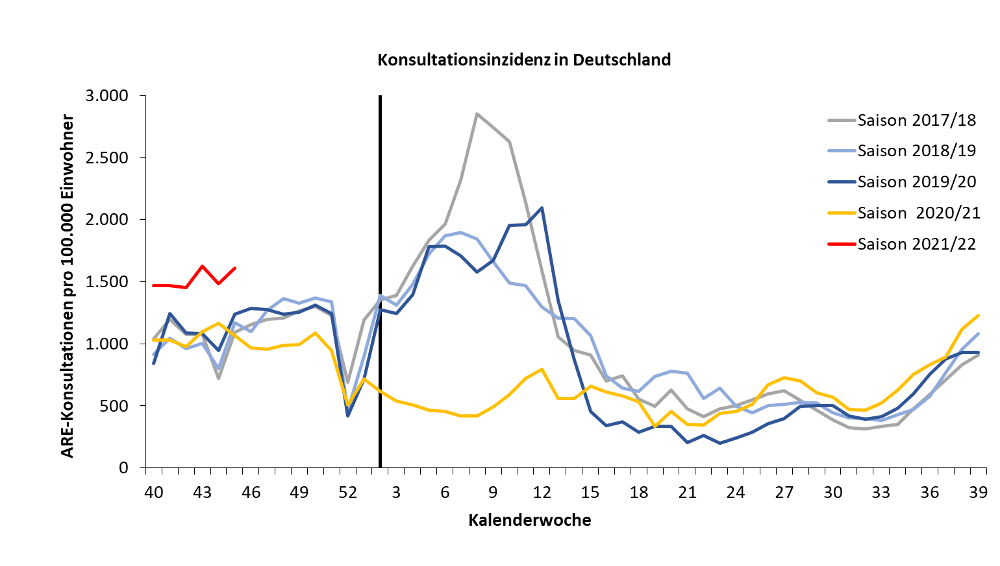 Konsultationsinzidenz in Deutschland
ARE-Konsultationen pro 100.000 Einwohner
3.000
2.500
2.000
1.500
1.000
500
0
Saison 2017/18
Saison 2018/19
Saison 2019/20
Saison  2020/21
Saison 2021/22
40 43 46 49 52 3 6 9 12 15 18 21 24 27 30 33 36 39
Kalenderwoche